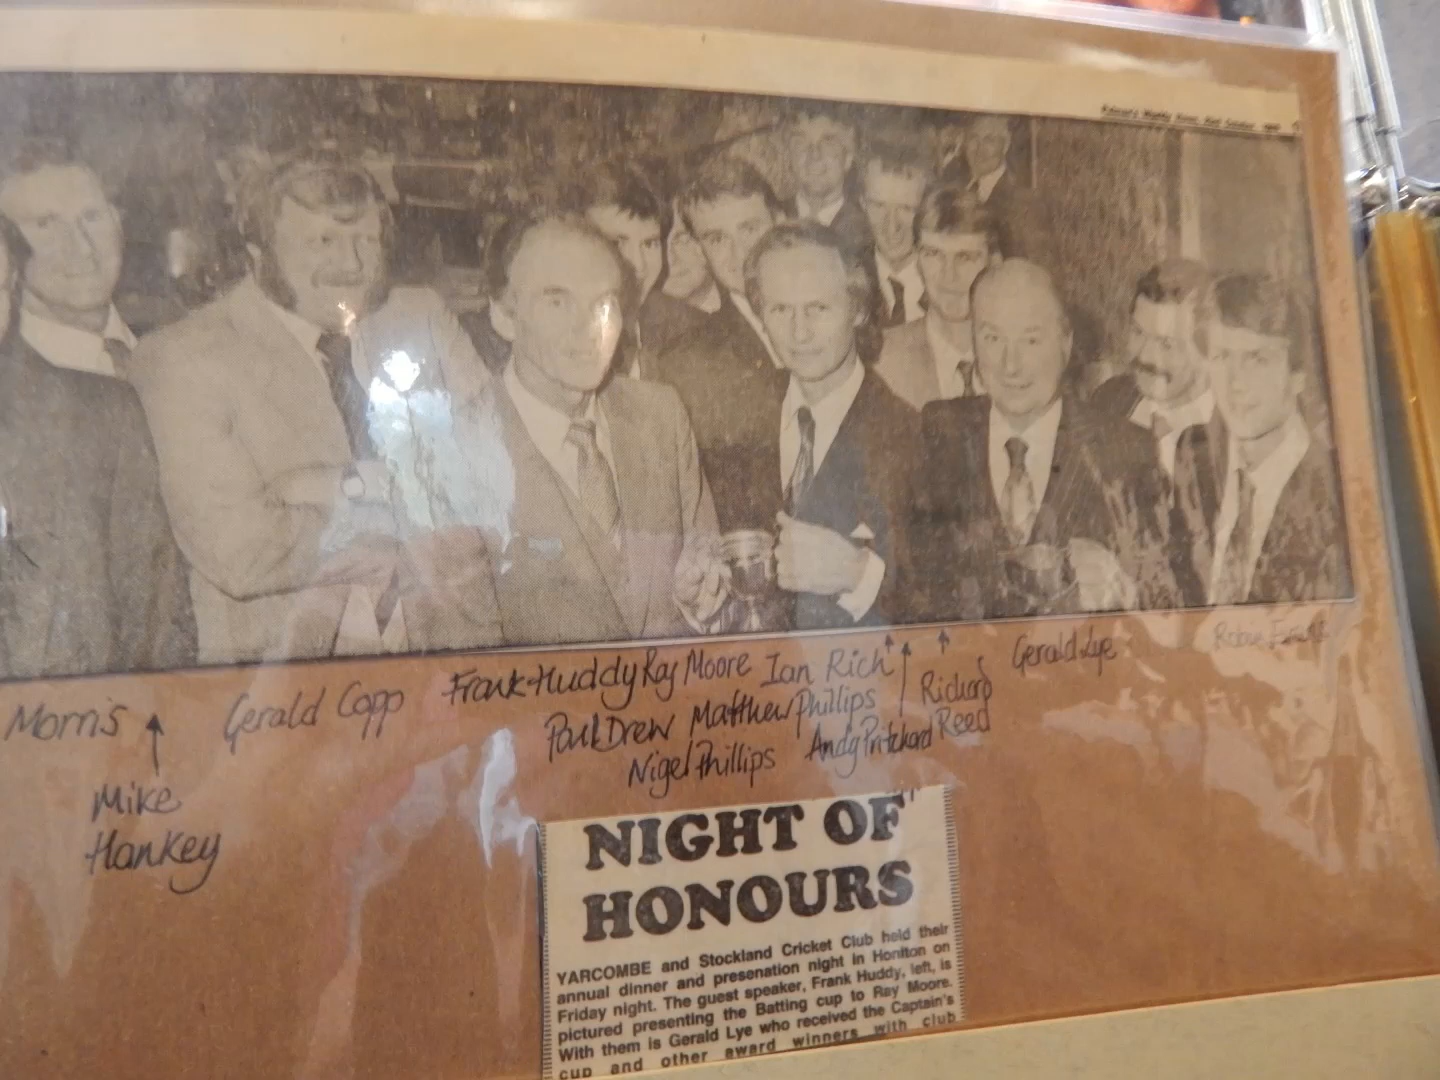 Morris
Gerald Copp
Frank Huddy Ray Moore Ian Rich
Gerald Lye
Robin Evans
Mike
Hankey
Paul Drew Matthew Phillips
Richard
Reed
Nigel Phillips Andy Pritchard
NIGHT OF
HONOURS
YARCOMBE and Stockland Cricket Club held their
annual dinner and presenation night in Honiton on
Friday night. The guest speaker, Frank Huddy, left, is
pictured presenting the Batting cup to Ray Moore.
With them is Gerald Lye who received the Captain's
cup and other award winners with club